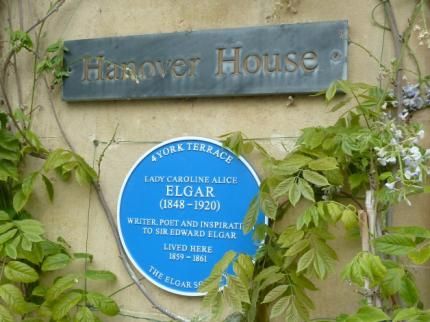 Hanover House
4 YORK TERRACE
LADY CAROLINE ALICE
ELGAR
(1848-1920)
WRITER, POET AND INSPIRATI
TO SIR EDWARD ELGAR
LIVED HERE
1859-1861
THE ELGAR SO